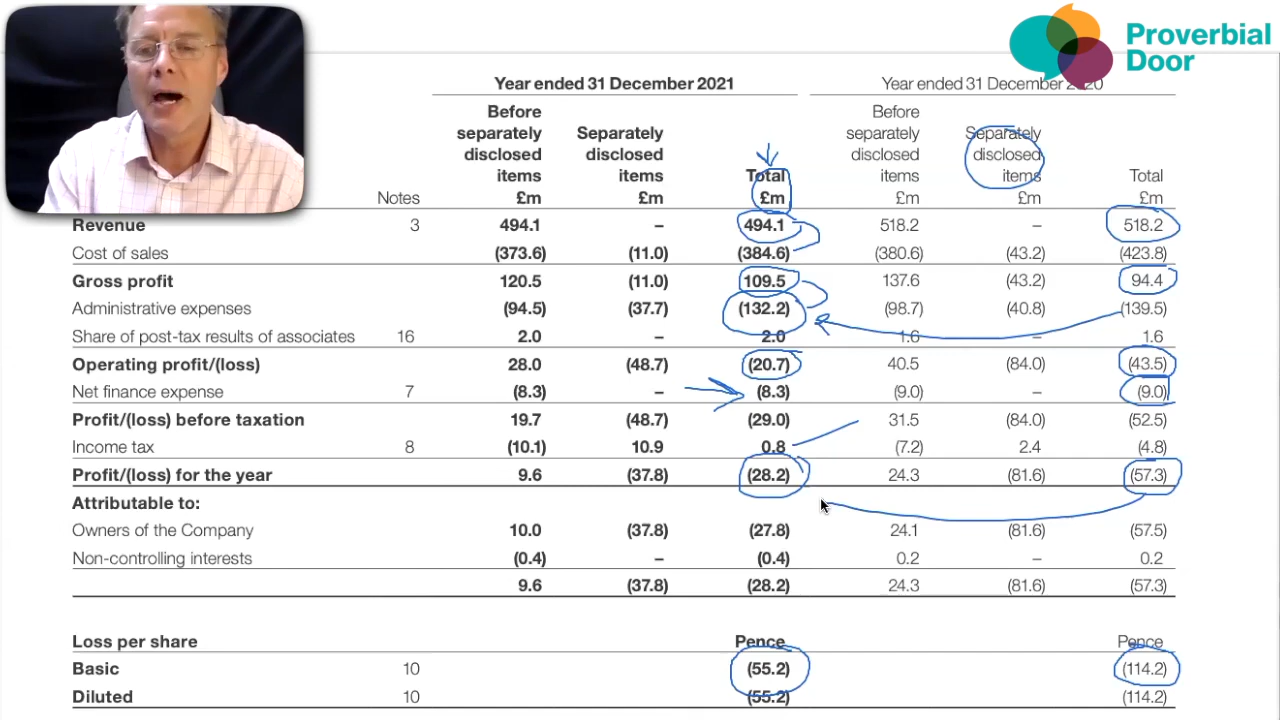 Proverbial
Door
Year ended 31 December 2021 Year ended 31 December 2020
Before Before
separately Separately separately Separately
disclosed disclosed disclosed disclosed
items items Total items items Total
Notes £m £m £m £m £m £m
Revenue 3 494.1 – 494.1 518.2 – 518.2
Cost of sales (373.6) (11.0) (384.6) (380.6) (43.2) (423.8)
Gross profit 120.5 (11.0) 109.5 137.6 (43.2) 94.4
Administrative expenses (94.5) (37.7) (132.2) (98.7) (40.8) (139.5)
Share of post-tax results of associates 16 2.0 – 2.0 1.6 – 1.6
Operating profit/(loss) 28.0 (48.7) (20.7) 40.5 (84.0) (43.5)
Net finance expense 7 (8.3) – (8.3) (9.0) – (9.0)
Profit/(loss) before taxation 19.7 (48.7) (29.0) 31.5 (84.0) (52.5)
Income tax 8 (10.1) 10.9 0.8 (7.2) 2.4 (4.8)
Profit/(loss) for the year 9.6 (37.8) (28.2) 24.3 (81.6) (57.3)
Attributable to:
Owners of the Company 10.0 (37.8) (27.8) 24.1 (81.6) (57.5)
Non-controlling interests (0.4) – (0.4) 0.2 – 0.2
9.6 (37.8) (28.2) 24.3 (81.6) (57.3)
Loss per share Pence Pence
Basic 10 (55.2) (114.2)
Diluted 10 (55.2) (114.2)